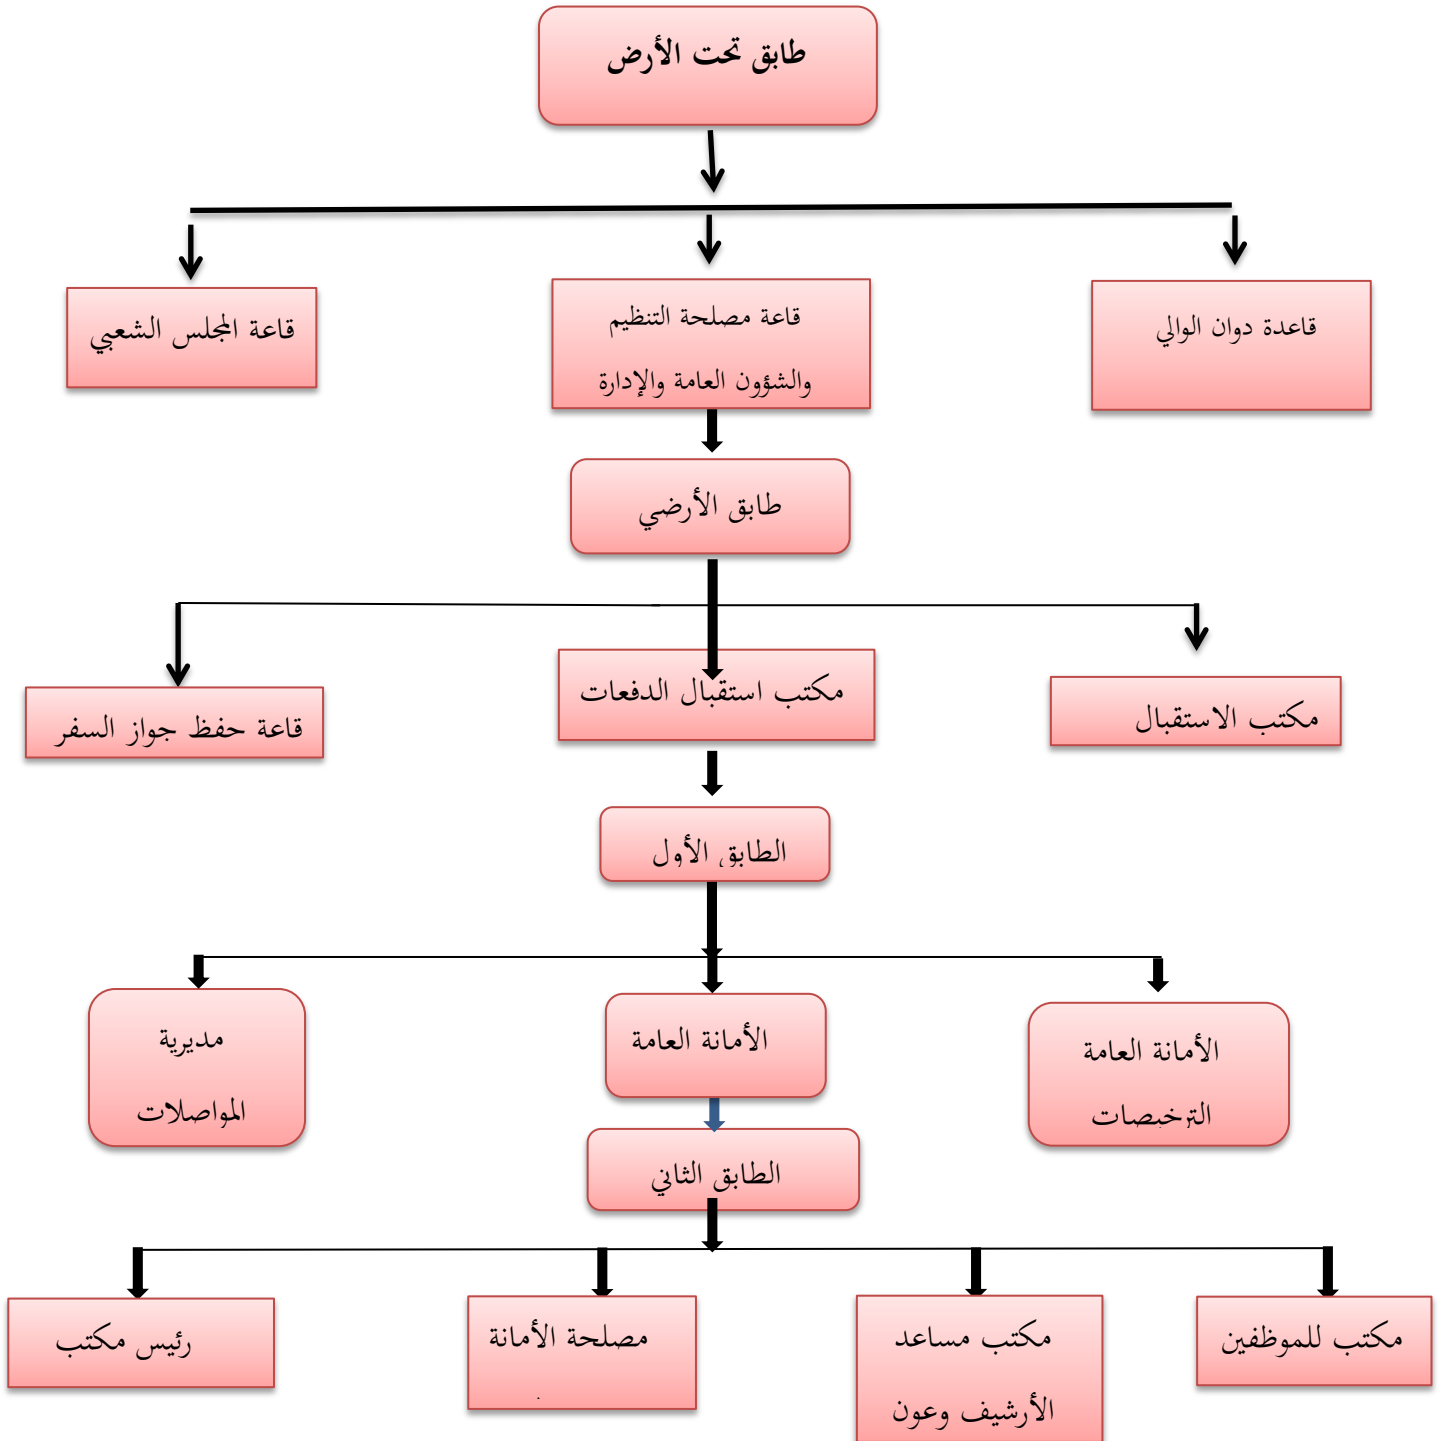 طابق تحت الأرض
قاعدة دوان الوالي
قاعة مصلحة التنظيم
والشؤون العامة والإدارة
قاعة المجلس الشعبي
طابق الأرضي
مكتب الاستقبال
مكتب استقبال الدفعات
قاعة حفظ جواز السفر
الطابق الأول
الأمانة العامة
الترخيصات
الأمانة العامة
مديرية
المواصلات
الطابق الثاني
مكتب للموظفين
مكتب مساعد
الأرشيف وعون
مصلحة الأمانة
رئيس مكتب